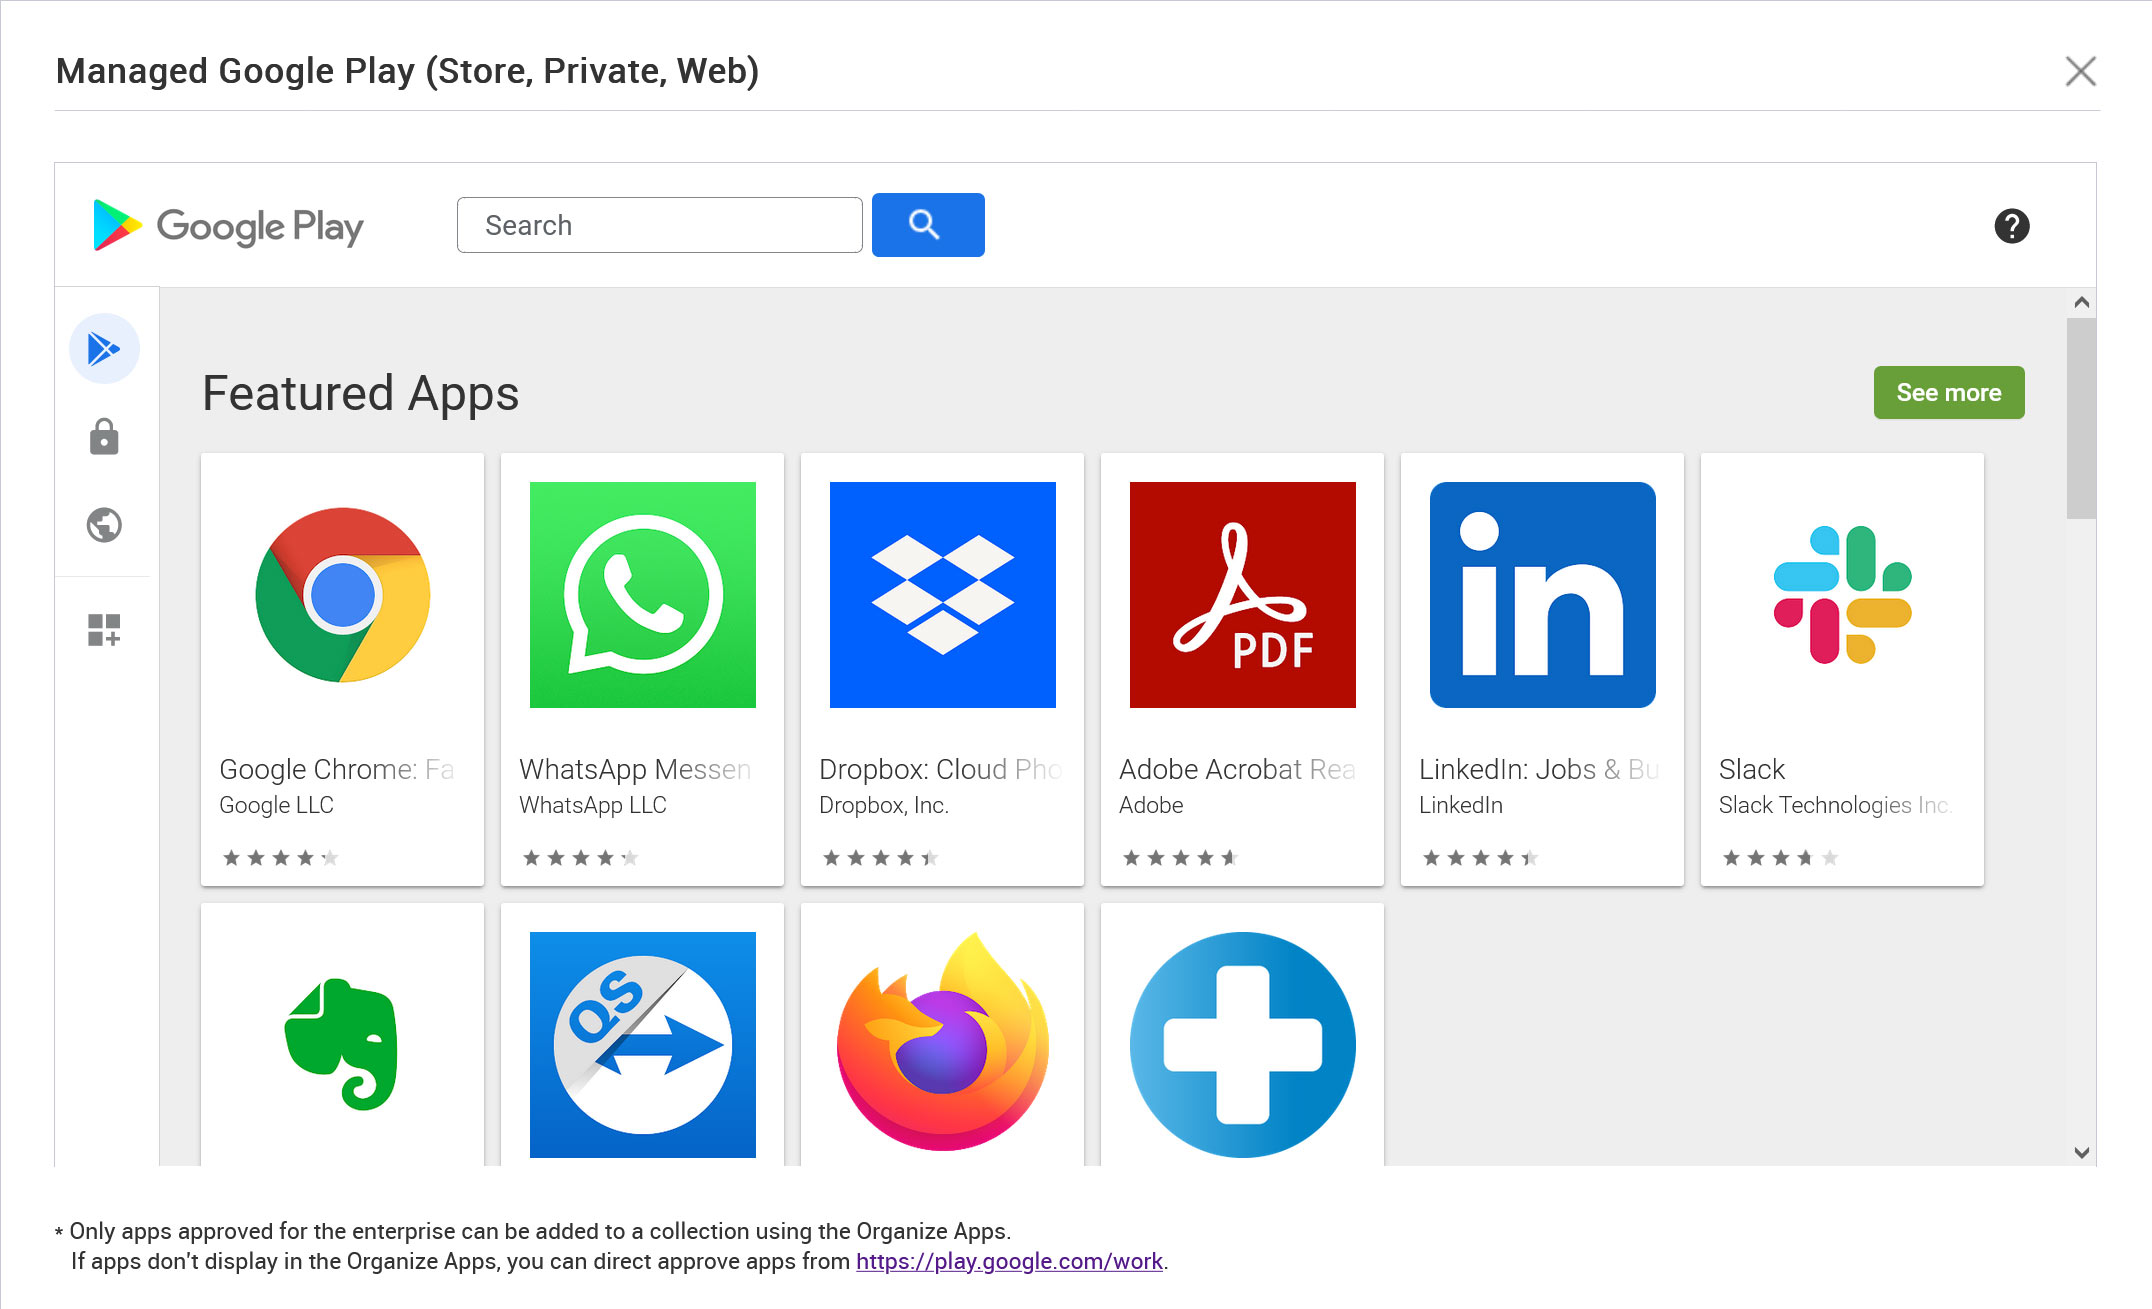 Managed Google Play (Store, Private, Web)
Google Play
Search
Featured Apps
See more
PDF
in
Google Chrome: Fa
WhatsApp Messen
Dropbox: Cloud Pho
Adobe Acrobat Rea
LinkedIn: Jobs & Bu
Slack
Google LLC
WhatsApp LLC
Dropbox, Inc.
Adobe
LinkedIn
Slack Technologies Inc.
QS
* Only apps approved for the enterprise can be added to a collection using the Organize Apps.
If apps don't display in the Organize Apps, you can direct approve apps from https://play.google.com/work.